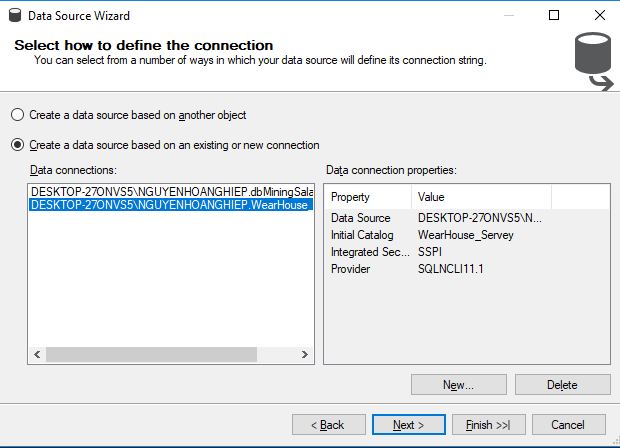 Data Source Wizard
Select how to define the connection
You can select from a number of ways in which your data source will define its connection string.
Create a data source based on another object
Create a data source based on an existing or new connection
Data connections:
DESKTOP-27ONVS5\NGUYENHOANGHIEP.dbMiningSala
DESKTOP-27ONVS5\NGUYENHOANGHIEP.WearHouse_
Data connection properties:
Property Value
Data Source DESKTOP-27ONVS5\N...
Initial Catalog WearHouse_Servey
Integrated Sec... SSPI
Provider SQLNCLI11.1
New... Delete
< Back Next > Finish >>| Cancel